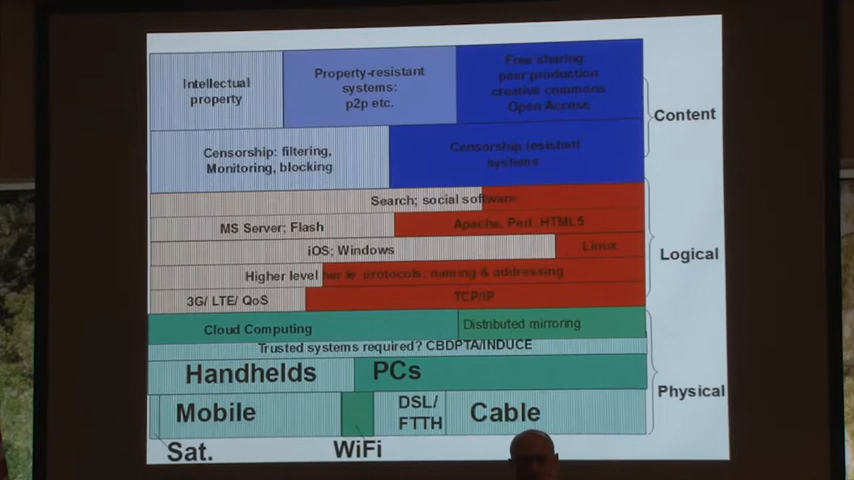 Intellectual
property
Property-resistant
systems:
p2p etc.
Free sharing:
peer production
creative commons
Open Access
Content
Censorship: filtering,
Monitoring, blocking
Censorship resistant
systems
Search; social software
MS Server; Flash
Apache, Perl, HTML5
iOS; Windows
Linux
Logical
Higher level
protocols, naming & addressing
3G/ LTE/ QoS
TCP/IP
Cloud Computing
Distributed mirroring
Trusted systems required? CBDPTA/INDUCE
Handhelds
PCs
Physical
Mobile
DSL/
FTTH
Cable
Sat.
WiFi